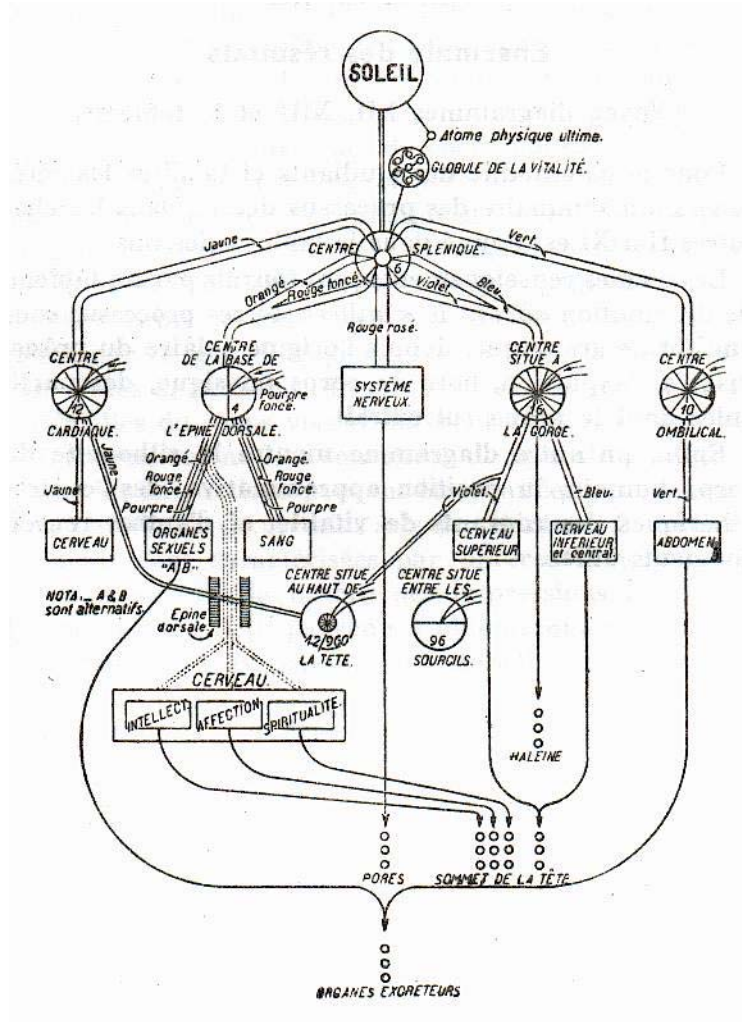 SOLEIL
Atome physique ultime.
GLOBULE DE LA VITALITÉ.
Jaune
CENTRE
SPLÉNIQUE
Vert.
6
Orangé
Rouge foncé.
Violet
Bleu
Rouge rosé.
CENTRE
12
CARDIAQUE
CENTRE
DE LA BASE DE
4
Pourpre
foncé.
L'ÉPINE DORSALE.
SYSTÈME
NERVEUX.
CENTRE
SITUÉ A
16
LA GORGE.
CENTRE
10
OMBILICAL.
Jaune
Jaune
Orangé.
Rouge
foncé.
Pourpre
Orangé.
Rouge
foncé.
Pourpre
Violet.
Bleu.
Vert.
CERVEAU
ORGANES
SEXUELS
"A/B"
SANG
CERVEAU
SUPERIEUR
CERVEAU
INFERIEUR
et central.
ABDOMEN
NOTA._ A & B
sont alternatifs.
Epine
dorsale.
CENTRE SITUÉ
AU HAUT DE
12/960
LA TÊTE.
CENTRE SITUÉ
ENTRE LES
96
SOURCILS.
CERVEAU.
INTELLECT.
AFFECTION.
SPIRITUALITÉ.
HALEINE
PORES
SOMMET DE LA TÊTE
ORGANES EXCRÉTEURS